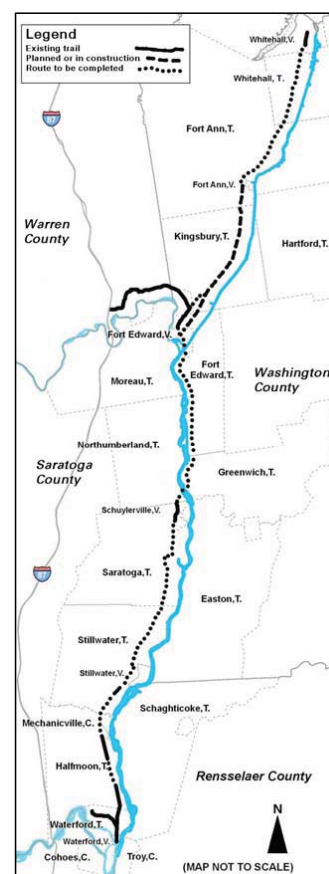 Legend
Existing trail
Planned or in construction
Route to be completed
Whitehall,V.
Whitehall, T.
87
Fort Ann,T.
Fort Ann,V.
Warren
County
Kingsbury,T.
Hartford,T.
Fort Edward,V.
Fort
Edward,T.
Moreau,T.
Washington
County
Northumberland,T.
Saratoga
County
Greenwich,T.
Schuylerville,V.
87
Saratoga,T.
Easton,T.
Stillwater,T.
Stillwater,V.
Schaghticoke,T.
Mechanicville,C.
Halfmoon,T.
Rensselaer County
Waterford,T.
Waterford,V.
Cohoes,C.
Troy,C.
N
(MAP NOT TO SCALE)